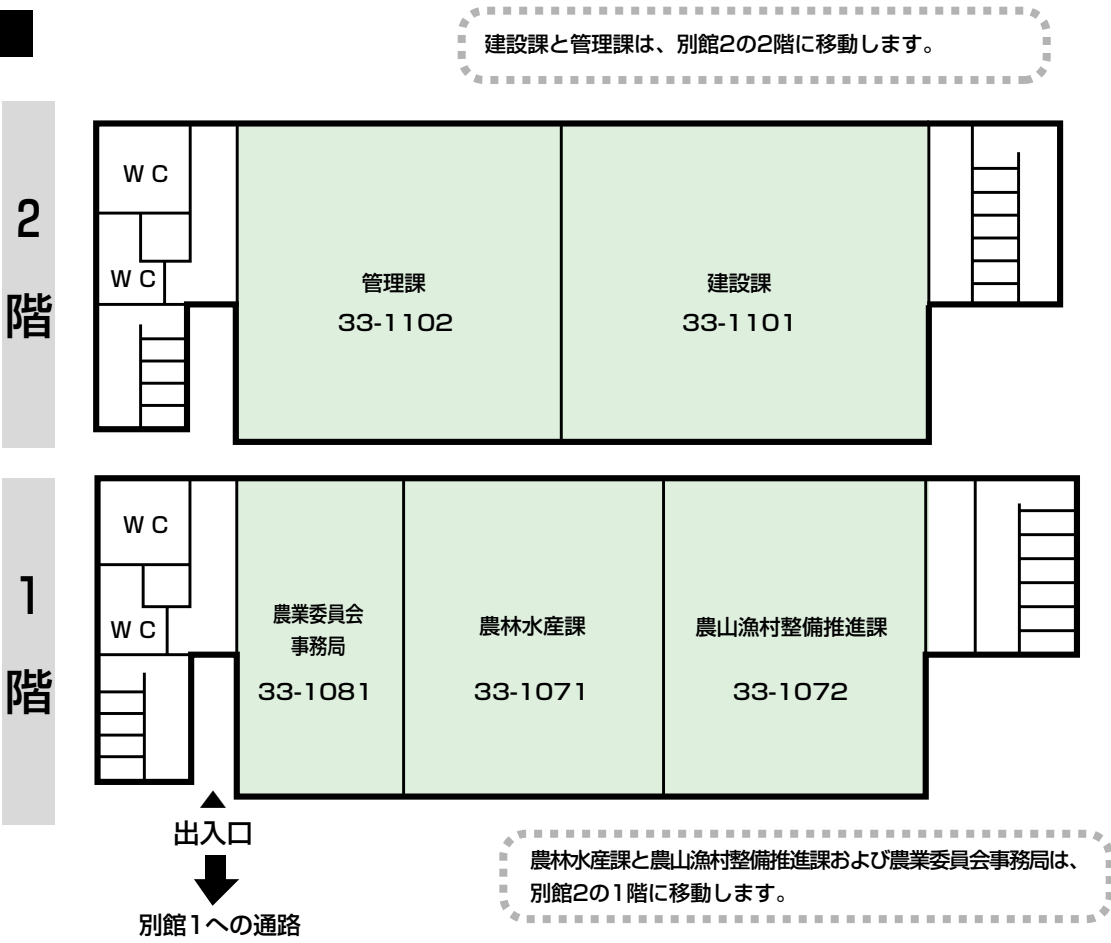 建設課と管理課は、別館2の2階に移動します。
2
階
W C
W C
管理課
33-1102
建設課
33-1101
1
階
W C
W C
農業委員会
事務局
33-1081
農林水産課
33-1071
農山漁村整備推進課
33-1072
出入口
別館1への通路
農林水産課と農山漁村整備推進課および農業委員会事務局は、
別館2の1階に移動します。